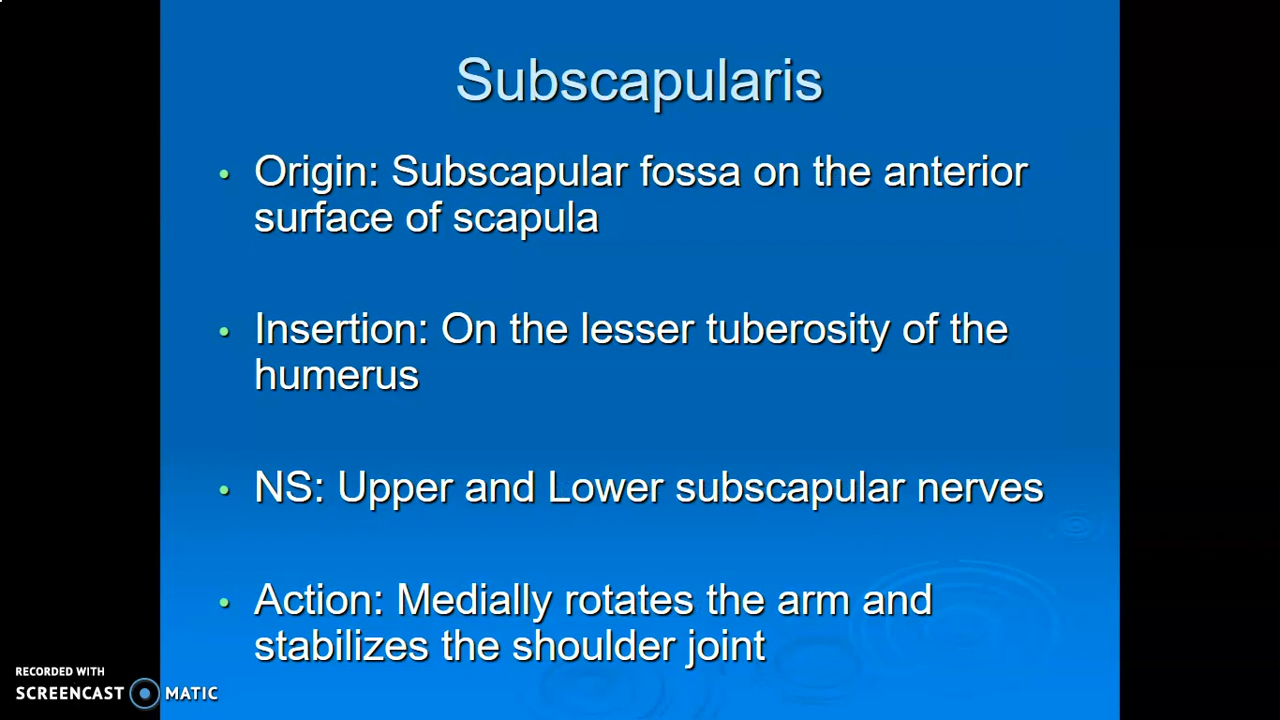 Subscapularis
• Origin: Subscapular fossa on the anterior
surface of scapula
• Insertion: On the lesser tuberosity of the
humerus
• NS: Upper and Lower subscapular nerves
• Action: Medially rotates the arm and
stabilizes the shoulder joint
RECORDED WITH
SCREENCAST MATIC